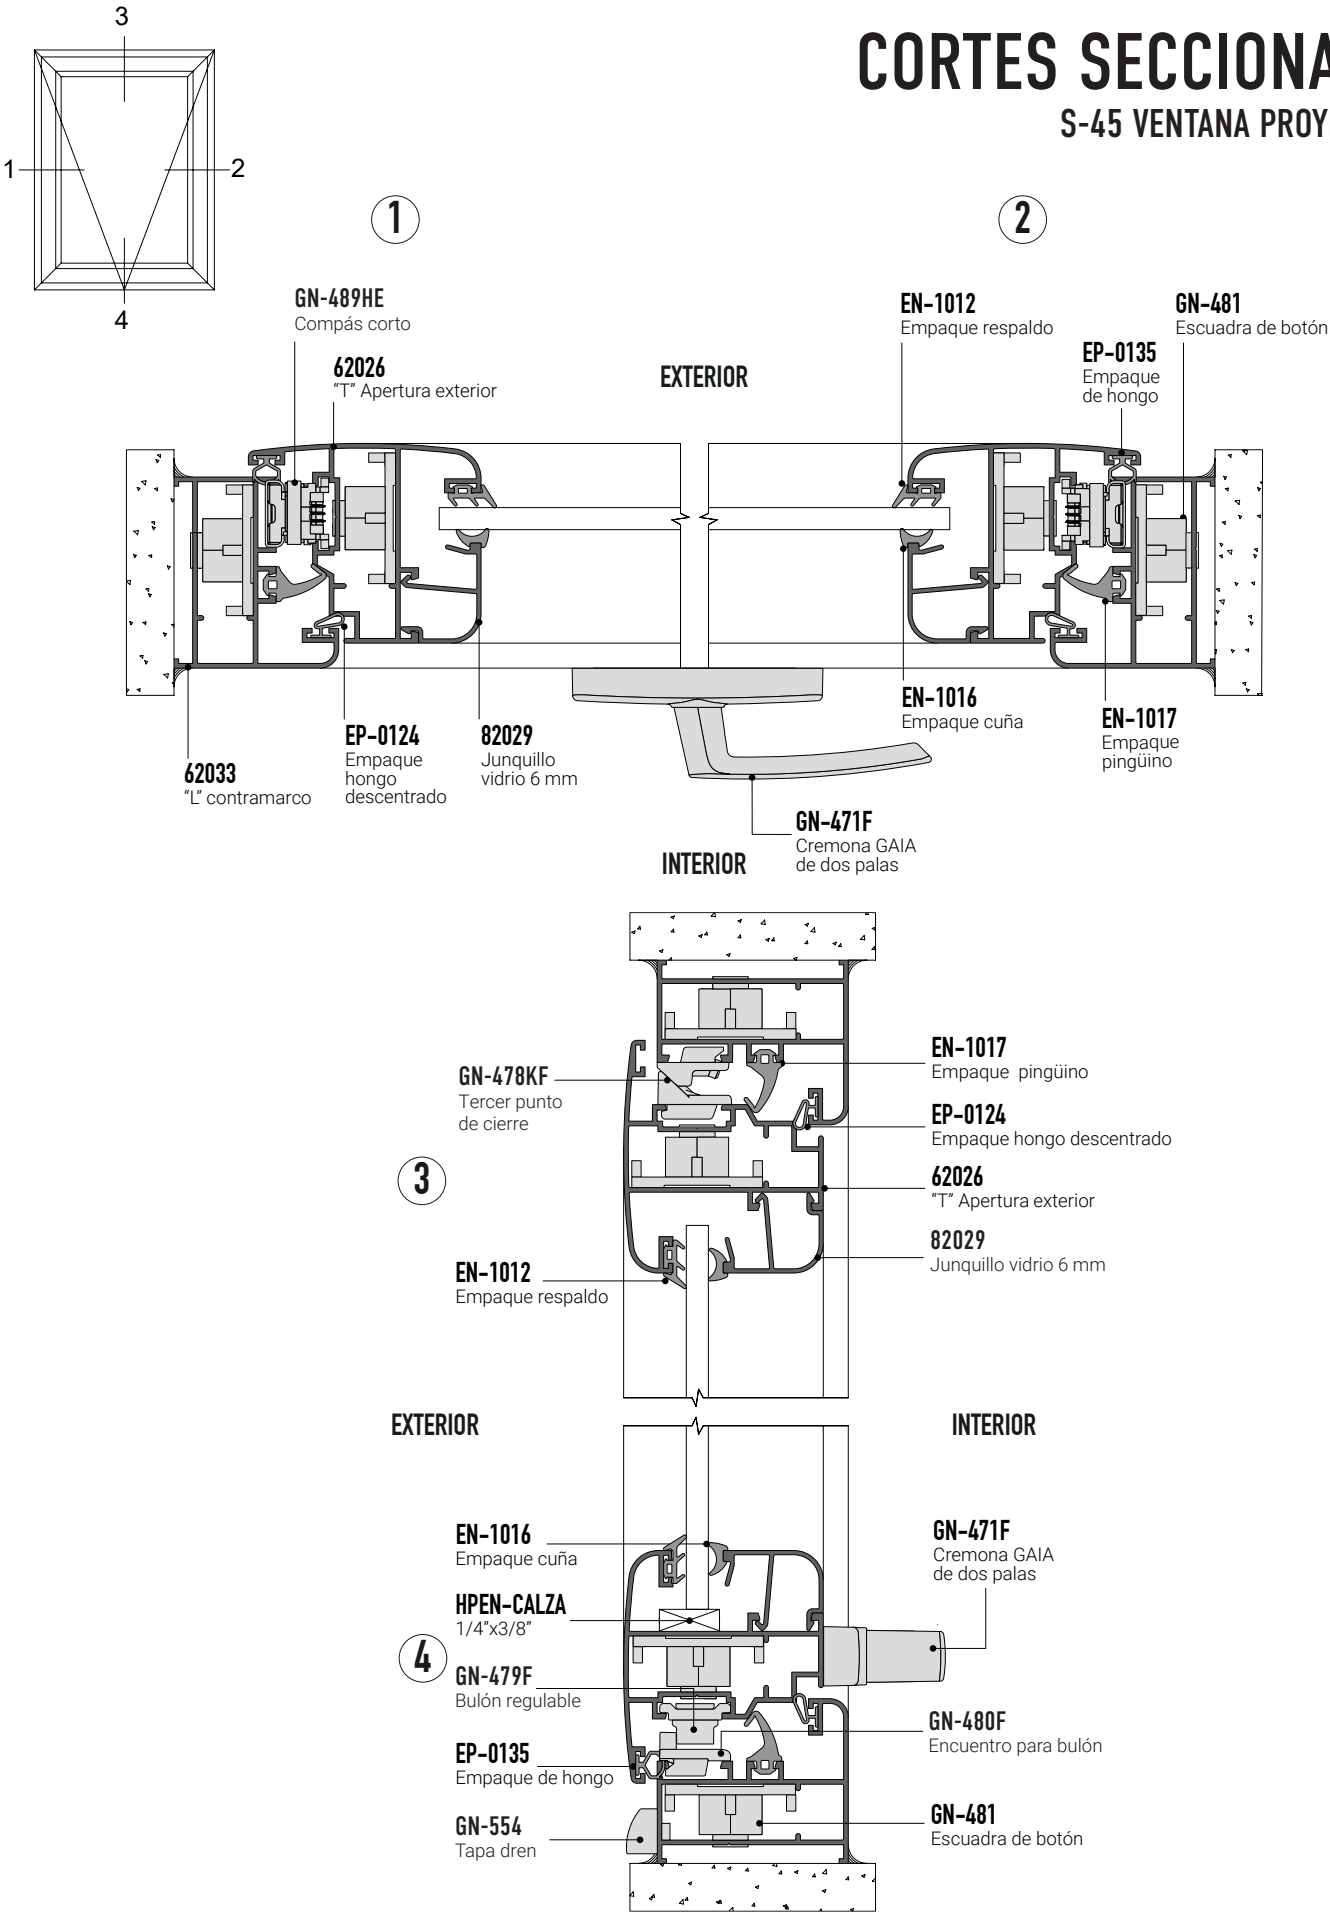 3
CORTES SECCIONA
S-45 VENTANA PROY
1
2
4
1
2
GN-489HE
Compás corto
62026
"T" Apertura exterior
EXTERIOR
EN-1012
Empaque respaldo
GN-481
Escuadra de botón
EP-0135
Empaque
de hongo
62033
"L" contramarco
EP-0124
Empaque
hongo
descentrado
82029
Junquillo
vidrio 6 mm
EN-1016
Empaque cuña
EN-1017
Empaque
pingüino
GN-471F
Cremona GAIA
de dos palas
INTERIOR
GN-478KF
Tercer punto
de cierre
EN-1017
Empaque pingüino
EP-0124
Empaque hongo descentrado
3
62026
"T" Apertura exterior
82029
Junquillo vidrio 6 mm
EN-1012
Empaque respaldo
EXTERIOR
INTERIOR
EN-1016
Empaque cuña
GN-471F
Cremona GAIA
de dos palas
HPEN-CALZA
1/4"x3/8"
4
GN-479F
Bulón regulable
GN-480F
Encuentro para bulón
EP-0135
Empaque de hongo
GN-554
Tapa dren
GN-481
Escuadra de botón